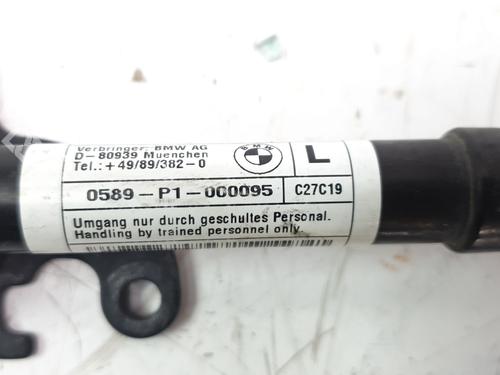 Verbringer: BMW AG
D-80939 Muenchen
Tel.: +49/89/382-0
BMW
L
0589-P1-000095
C27C19
Umgang nur durch geschultes Personal.
Handling by trained personnel only.